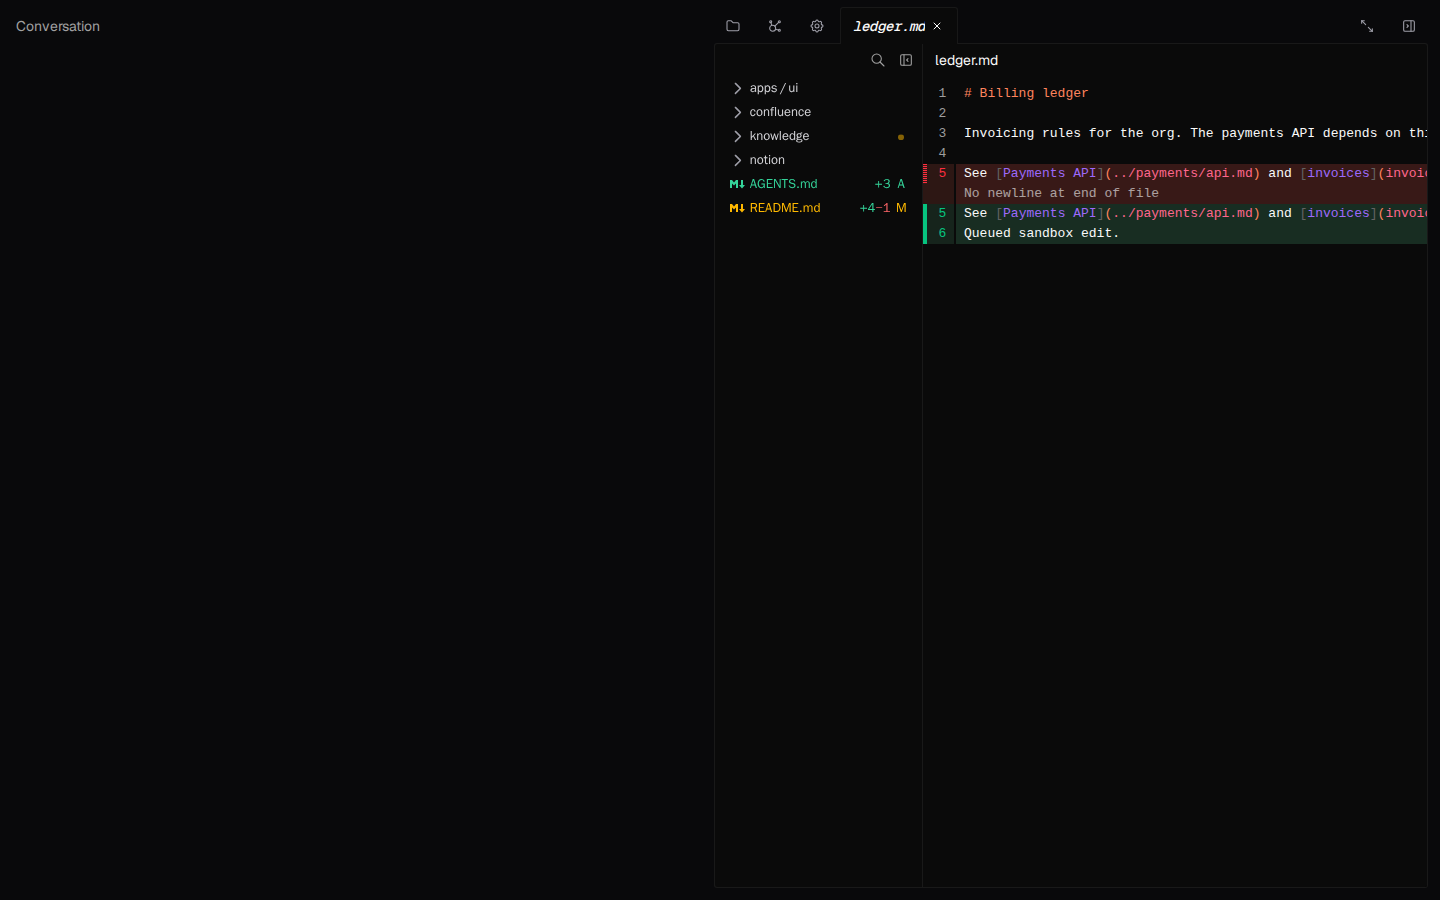 Conversation
ledger.md
apps / ui
confluence
knowledge
notion
AGENTS.md +3 A
README.md +4 −1 M
ledger.md
1 # Billing ledger
2
3 Invoicing rules for the org. The payments API depends on
4
5 See [Payments API](../payments/api.md) and [invoices](
No newline at end of file
5 See [Payments API](../payments/api.md) and [invoices](
6 Queued sandbox edit.